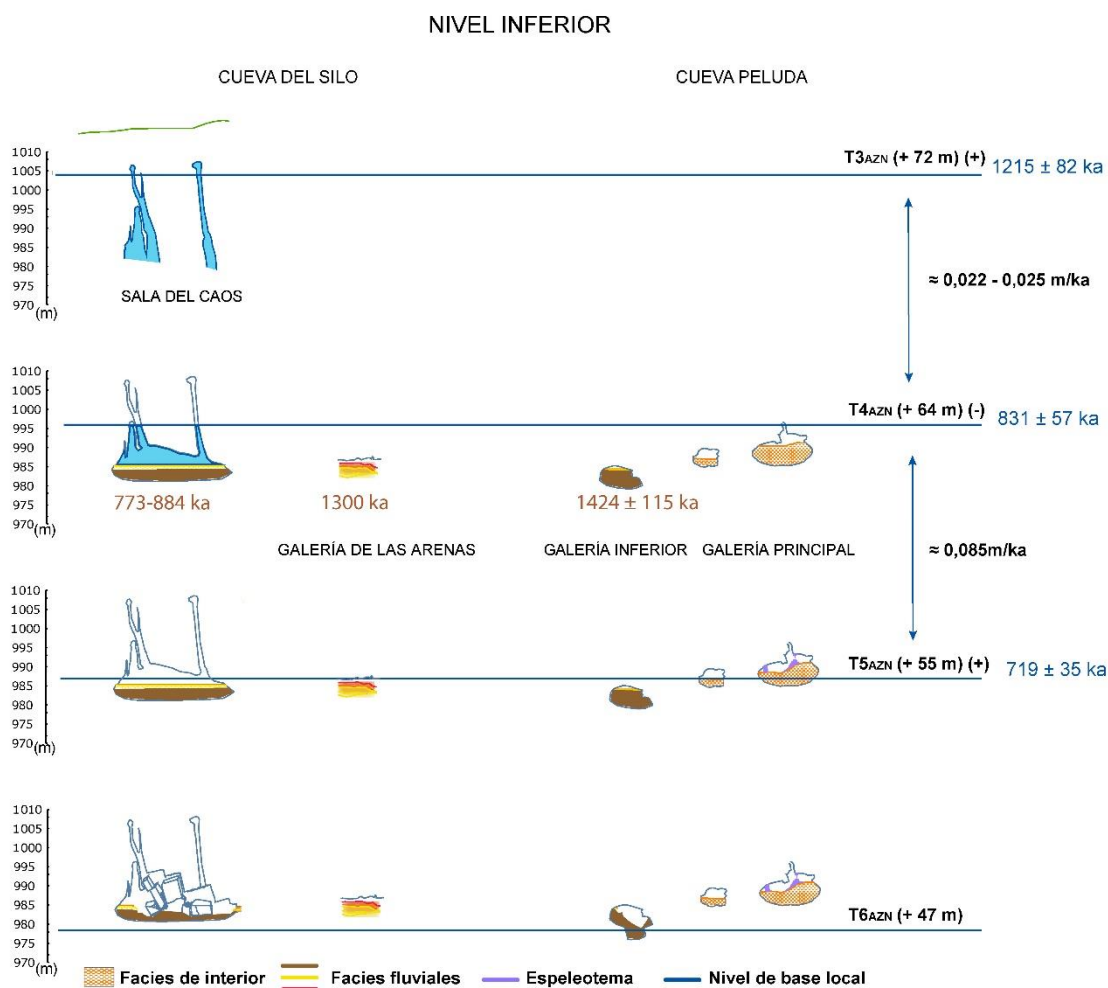 NIVEL INFERIOR
CUEVA DEL SILO
CUEVA PELUDA
1010
1005
1000
995
990
985
980
975
970
(m)
T3AZN (+ 72 m) (+)
1215 ± 82 ka
≈ 0,022 - 0,025 m/ka
SALA DEL CAOS
1010
1005
1000
995
990
985
980
975
970
(m)
T4AZN (+ 64 m) (-)
831 ± 57 ka
773-884 ka
1300 ka
1424 ± 115 ka
GALERÍA DE LAS ARENAS
GALERÍA INFERIOR
GALERÍA PRINCIPAL
≈ 0,085m/ka
1010
1005
1000
995
990
985
980
975
970
(m)
T5AZN (+ 55 m) (+)
719 ± 35 ka
1010
1005
1000
995
990
985
980
975
970
(m)
T6AZN (+ 47 m)
Facies de interior
Facies fluviales
Espeleotema
Nivel de base local